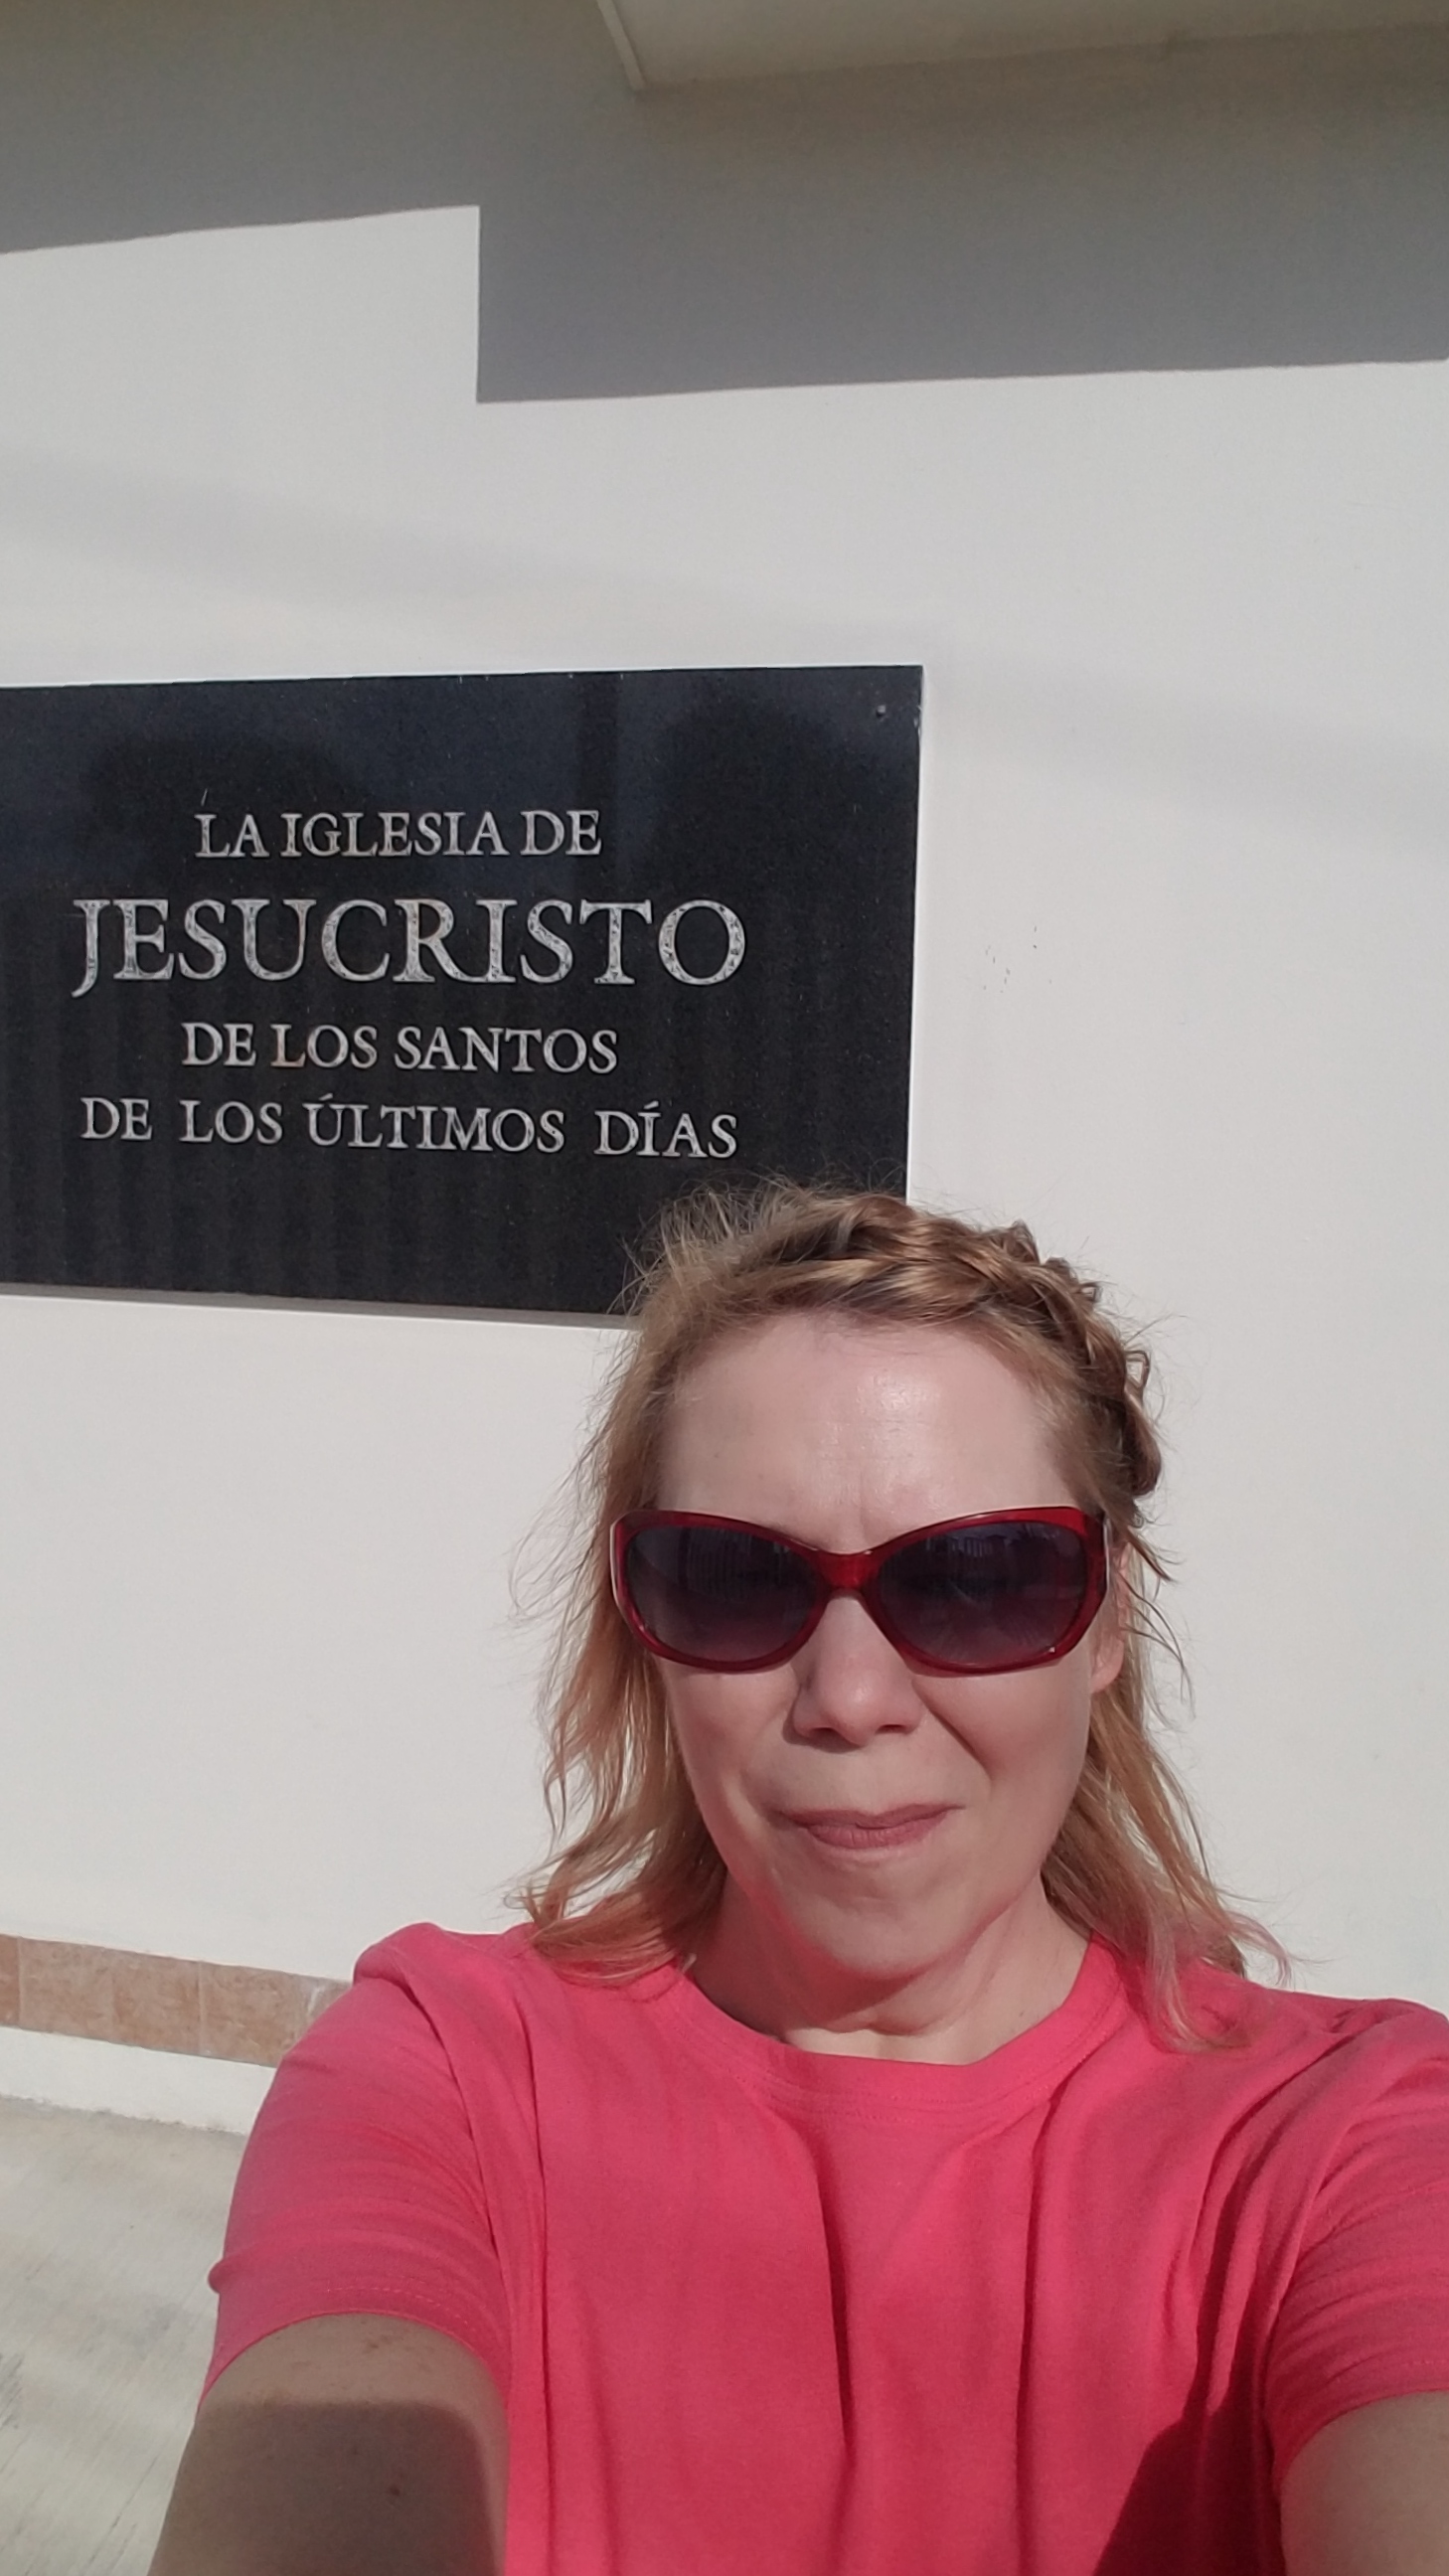 LA IGLESIA DE
JESUCRISTO
DE LOS SANTOS
DE LOS ÚLTIMOS DÍAS